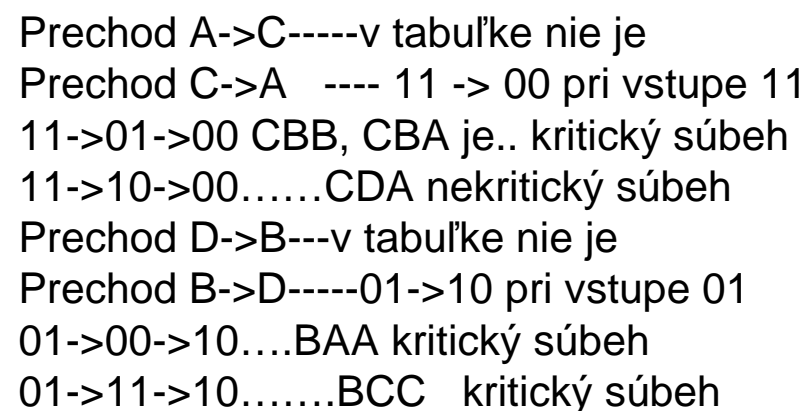 Prechod A->C-----v tabuľke nie je
Prechod C->A ---- 11 -> 00 pri vstupe 11
11->01->00 CBB, CBA je.. kritický súbeh
11->10->00……CDA nekritický súbeh
Prechod D->B---v tabuľke nie je
Prechod B->D-----01->10 pri vstupe 01
01->00->10….BAA kritický súbeh
01->11->10…….BCC kritický súbeh